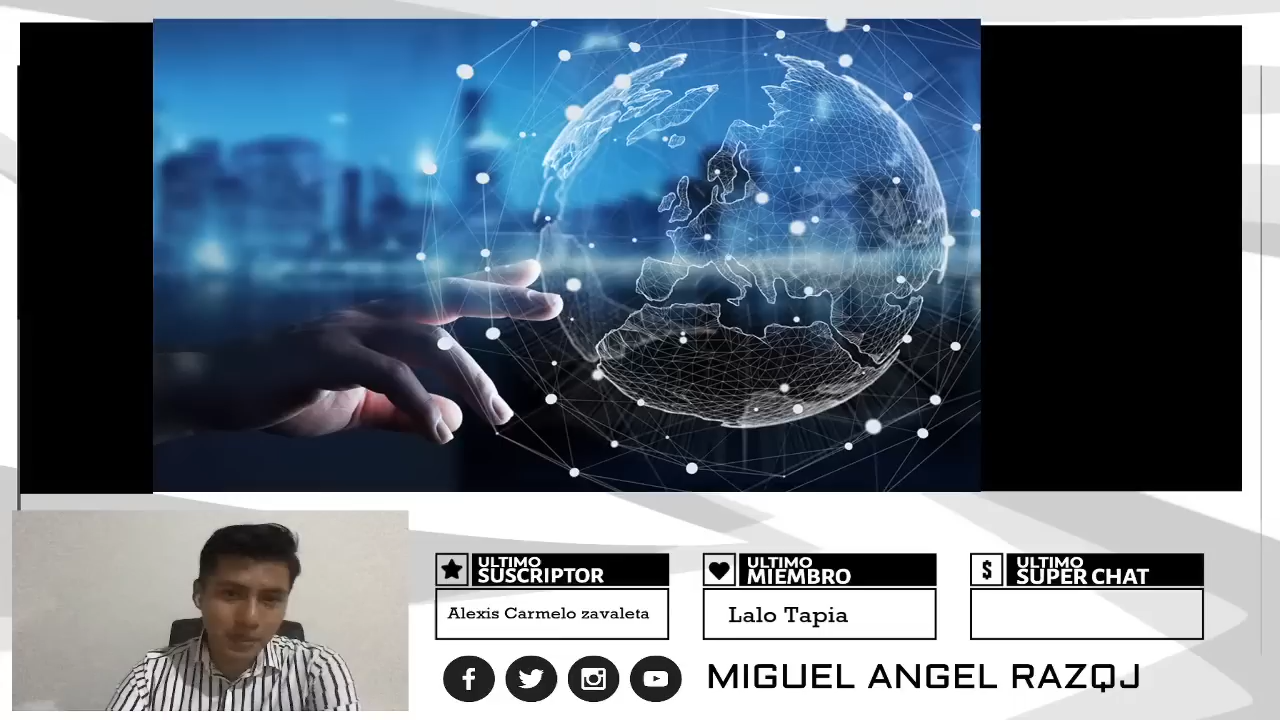 ULTIMO
SUSCRIPTOR
Alexis Carmelo zavaleta
ULTIMO
MIEMBRO
Lalo Tapia
$ ULTIMO
SUPER CHAT
MIGUEL ANGEL RAZQJ